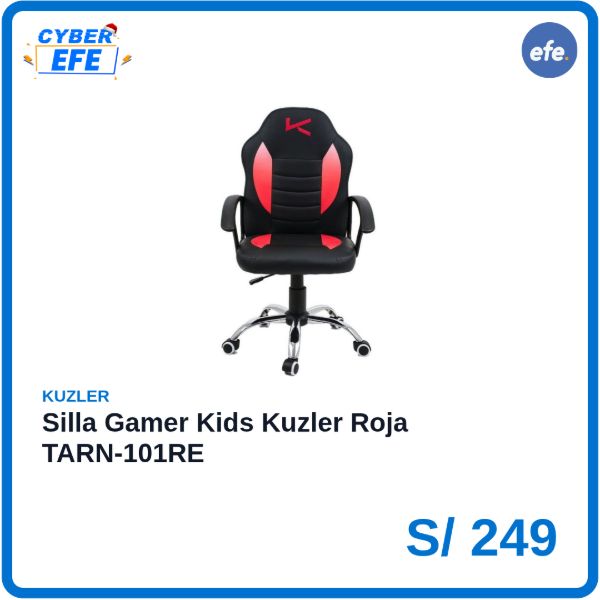 CYBER
EFE
efe.
K
KUZLER
Silla Gamer Kids Kuzler Roja
TARN-101RE
S/ 249